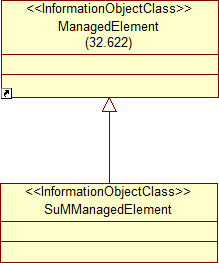 <<InformationObjectClass>>
ManagedElement
(32.622)
<<InformationObjectClass>>
SuMManagedElement